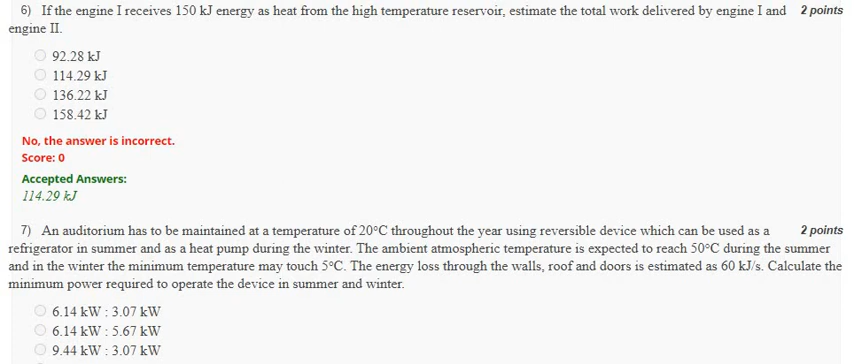 6) If the engine I receives 150 kJ energy as heat from the high temperature reservoir, estimate the total work delivered by engine I and 2 points
engine II.
92.28 kJ
114.29 kJ
136.22 kJ
158.42 kJ
No, the answer is incorrect.
Score: 0
Accepted Answers:
114.29 kJ
7) An auditorium has to be maintained at a temperature of 20°C throughout the year using reversible device which can be used as a 2 points
refrigerator in summer and as a heat pump during the winter. The ambient atmospheric temperature is expected to reach 50°C during the summer
and in the winter the minimum temperature may touch 5°C. The energy loss through the walls, roof and doors is estimated as 60 kJ/s. Calculate the
minimum power required to operate the device in summer and winter.
6.14 kW : 3.07 kW
6.14 kW : 5.67 kW
9.44 kW : 3.07 kW